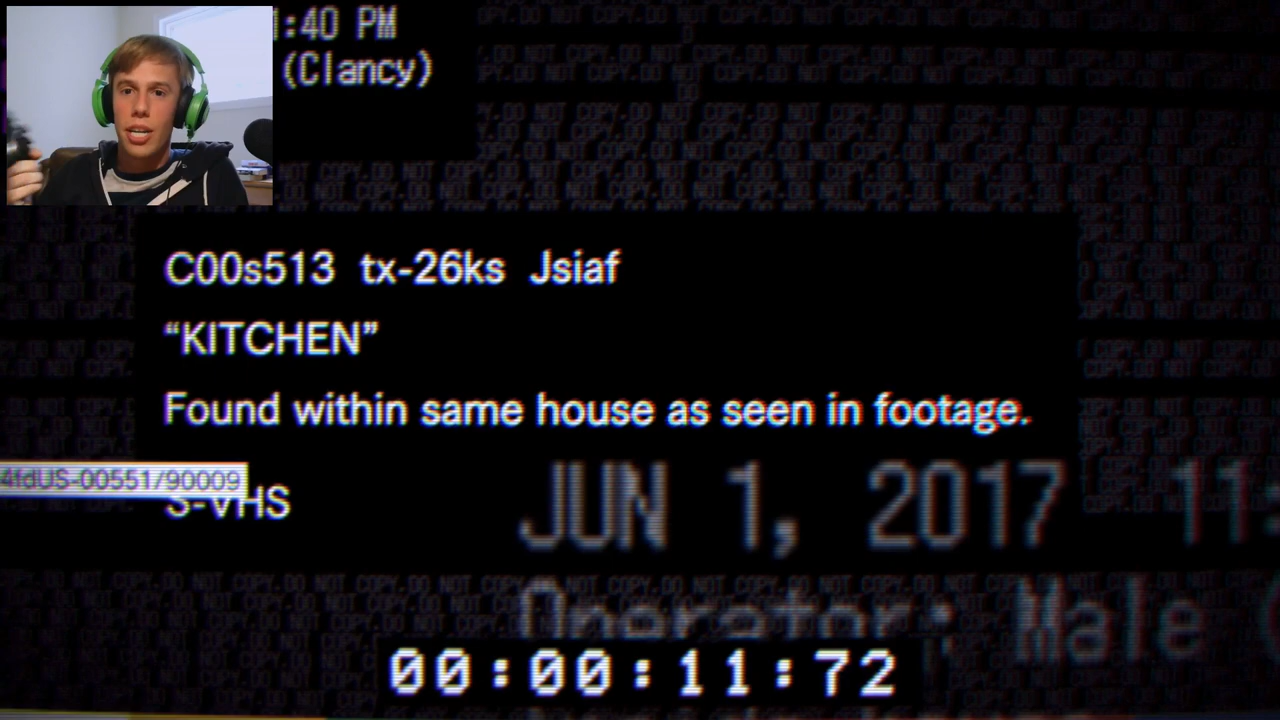 1:40 PM
(Clancy)
C00s513 tx-26ks Jsiaf
“KITCHEN”
Found within same house as seen in footage.
4fdUS-00551/90009
S-VHS
JUN 1, 2017 11:
Operator: Male (
00:00:11:72